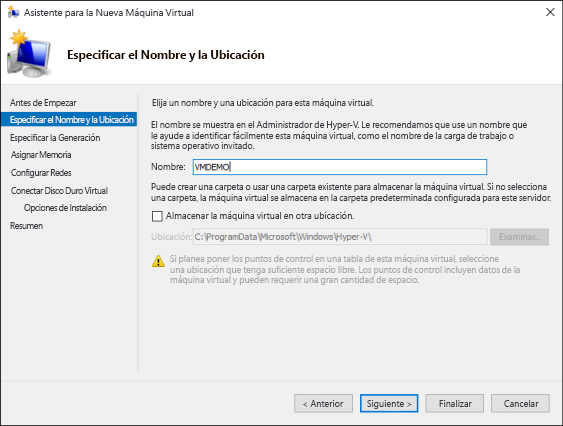 Asistente para la Nueva Máquina Virtual
Especificar el Nombre y la Ubicación
Antes de Empezar
Especificar el Nombre y la Ubicación
Especificar la Generación
Asignar Memoria
Configurar Redes
Conectar Disco Duro Virtual
Opciones de Instalación
Resumen
Elija un nombre y una ubicación para esta máquina virtual.
El nombre se muestra en el Administrador de Hyper-V. Le recomendamos que use un nombre que
le ayude a identificar fácilmente esta máquina virtual, como el nombre de la carga de trabajo o
sistema operativo invitado.
Nombre: VMDEMO
Puede crear una carpeta o usar una carpeta existente para almacenar la máquina virtual. Si no selecciona
una carpeta, la máquina virtual se almacena en la carpeta predeterminada configurada para este servidor.
Almacenar la máquina virtual en otra ubicación.
Ubicación: C:\ProgramData\Microsoft\Windows\Hyper-V\ Examinar...
Si planea poner los puntos de control en una tabla de esta máquina virtual, seleccione
una ubicación que tenga suficiente espacio libre. Los puntos de control incluyen datos de la
máquina virtual y pueden requerir una gran cantidad de espacio.
< Anterior Siguiente > Finalizar Cancelar